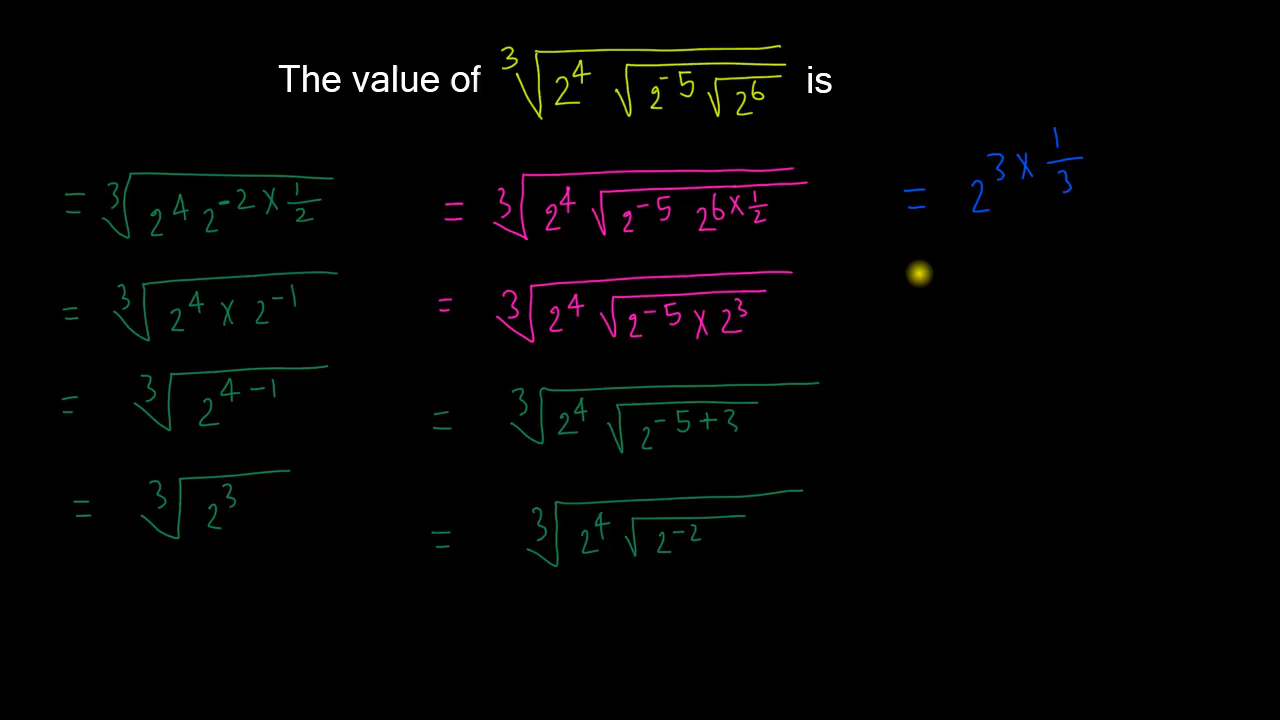 The value of ∛(2⁴ √(2⁻⁵ √(2⁶))) is
= ∛(2⁴ √(2⁻⁵ 2^(6 × 1/2)))
= ∛(2⁴ √(2⁻⁵ × 2³))
= ∛(2⁴ √(2^(-5+3)))
= ∛(2⁴ √(2⁻²))
= ∛(2⁴ 2^(-2 × 1/2))
= ∛(2⁴ × 2⁻¹)
= ∛(2^(4-1))
= ∛(2³)
= 2^(3 × 1/3)